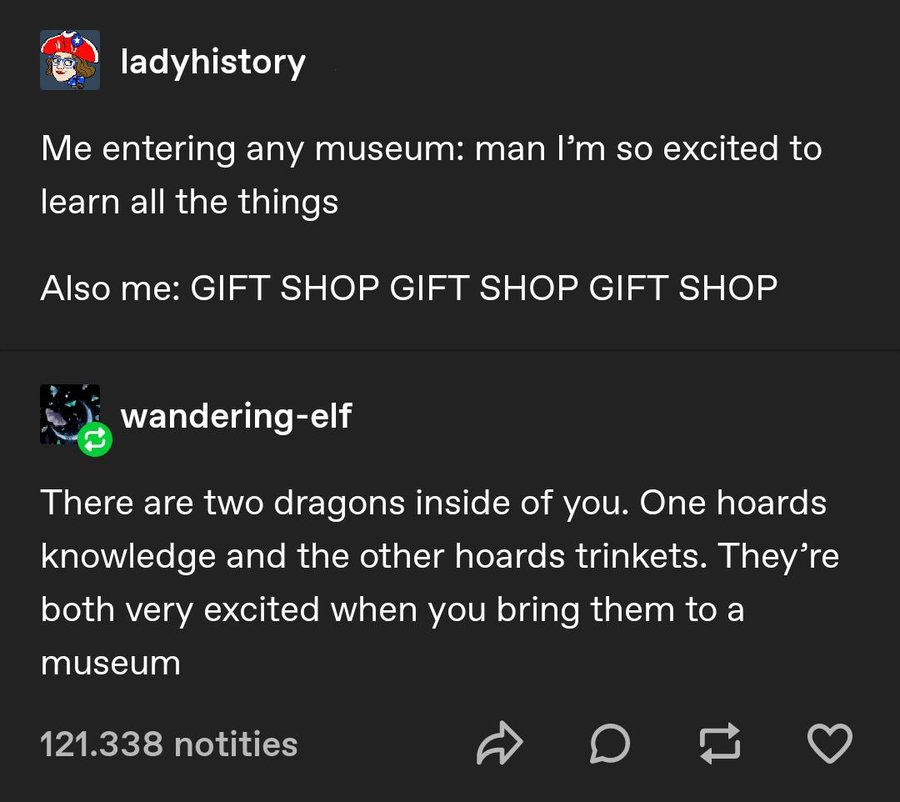 ladyhistory
Me entering any museum: man I’m so excited to
learn all the things
Also me: GIFT SHOP GIFT SHOP GIFT SHOP
wandering-elf
There are two dragons inside of you. One hoards
knowledge and the other hoards trinkets. They’re
both very excited when you bring them to a
museum
121.338 notities